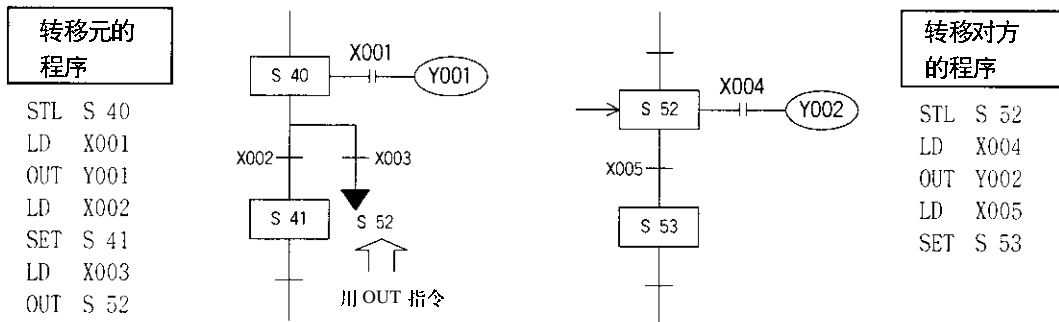 转移元的
程序
STL S 40
LD X001
OUT Y001
LD X002
SET S 41
LD X003
OUT S 52
X001
S 40
Y001
X002
X003
S 41
S 52
用 OUT 指令
X004
S 52
Y002
X005
S 53
转移对方
的程序
STL S 52
LD X004
OUT Y002
LD X005
SET S 53